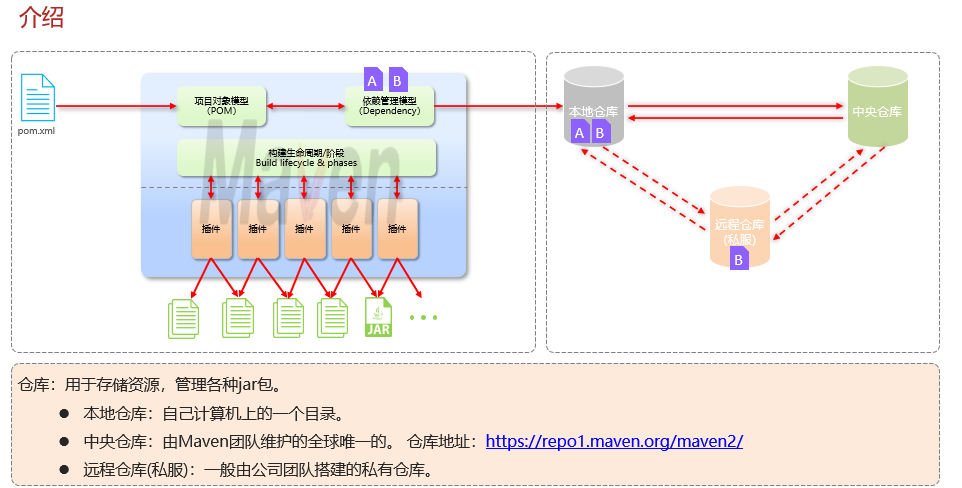 介绍
A B
项目对象模型
（POM）
依赖管理模型
（Dependency）
pom.xml
本地仓库
A B
中央仓库
构建生命周期/阶段
Build lifecycle & phases
Maven
插件 插件 插件 插件 插件
远程仓库
(私服)
B
JAR
仓库：用于存储资源，管理各种jar包。
● 本地仓库：自己计算机上的一个目录。
● 中央仓库：由Maven团队维护的全球唯一的。 仓库地址：https://repo1.maven.org/maven2/
● 远程仓库(私服)：一般由公司团队搭建的私有仓库。